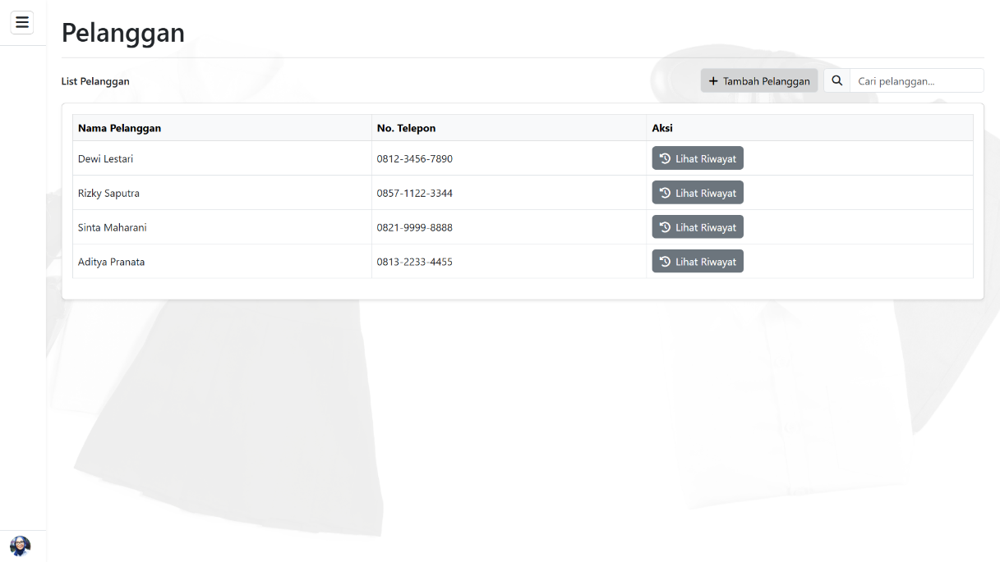 Pelanggan
List Pelanggan
Tambah Pelanggan
Cari pelanggan...
Nama Pelanggan No. Telepon Aksi
Dewi Lestari 0812-3456-7890 Lihat Riwayat
Rizky Saputra 0857-1122-3344 Lihat Riwayat
Sinta Maharani 0821-9999-8888 Lihat Riwayat
Aditya Pranata 0813-2233-4455 Lihat Riwayat